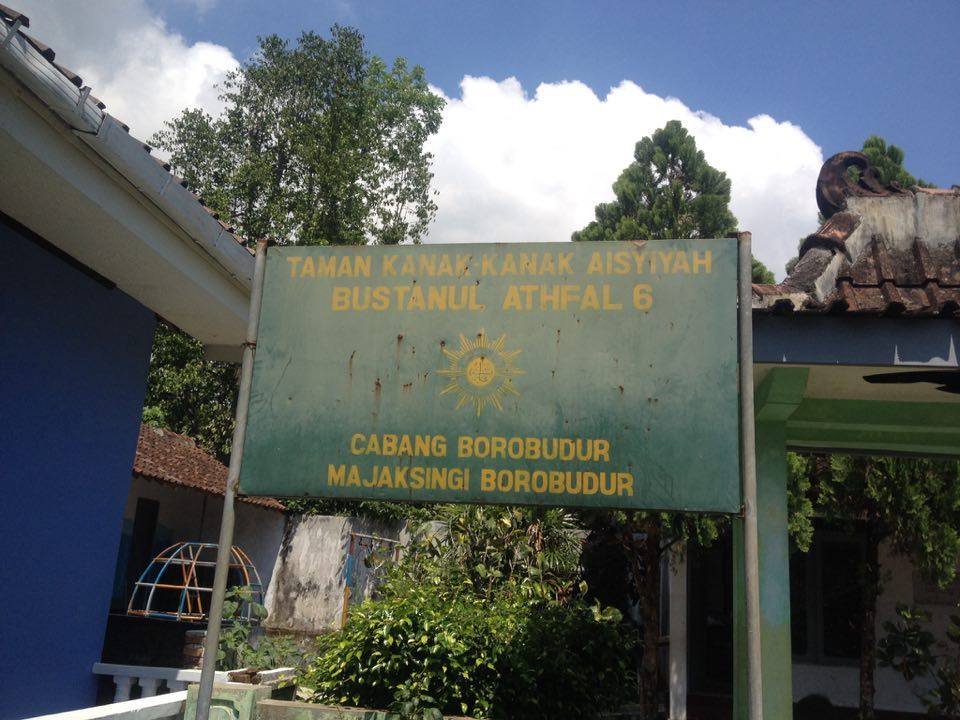 TAMAN KANAK-KANAK AISYIYAH
BUSTANUL ATHFAL 6
CABANG BOROBUDUR
MAJAKSINGI BOROBUDUR